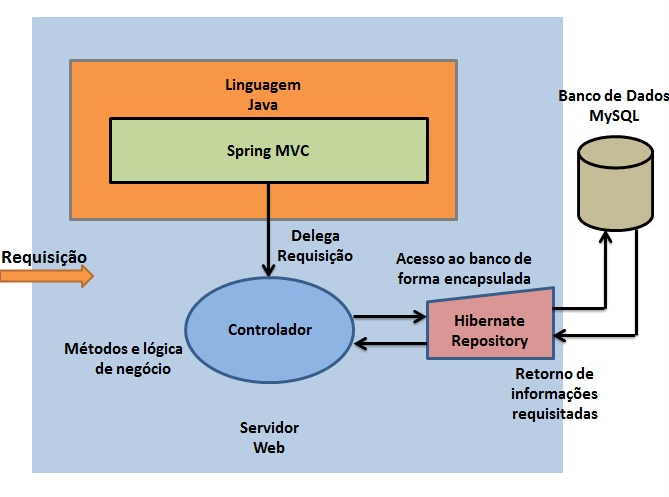 Linguagem
Java
Spring MVC
Banco de Dados
MySQL
Delega
Requisição
Requisição
Acesso ao banco de
forma encapsulada
Controlador
Hibernate
Repository
Métodos e lógica
de negócio
Retorno de
informações
requisitadas
Servidor
Web